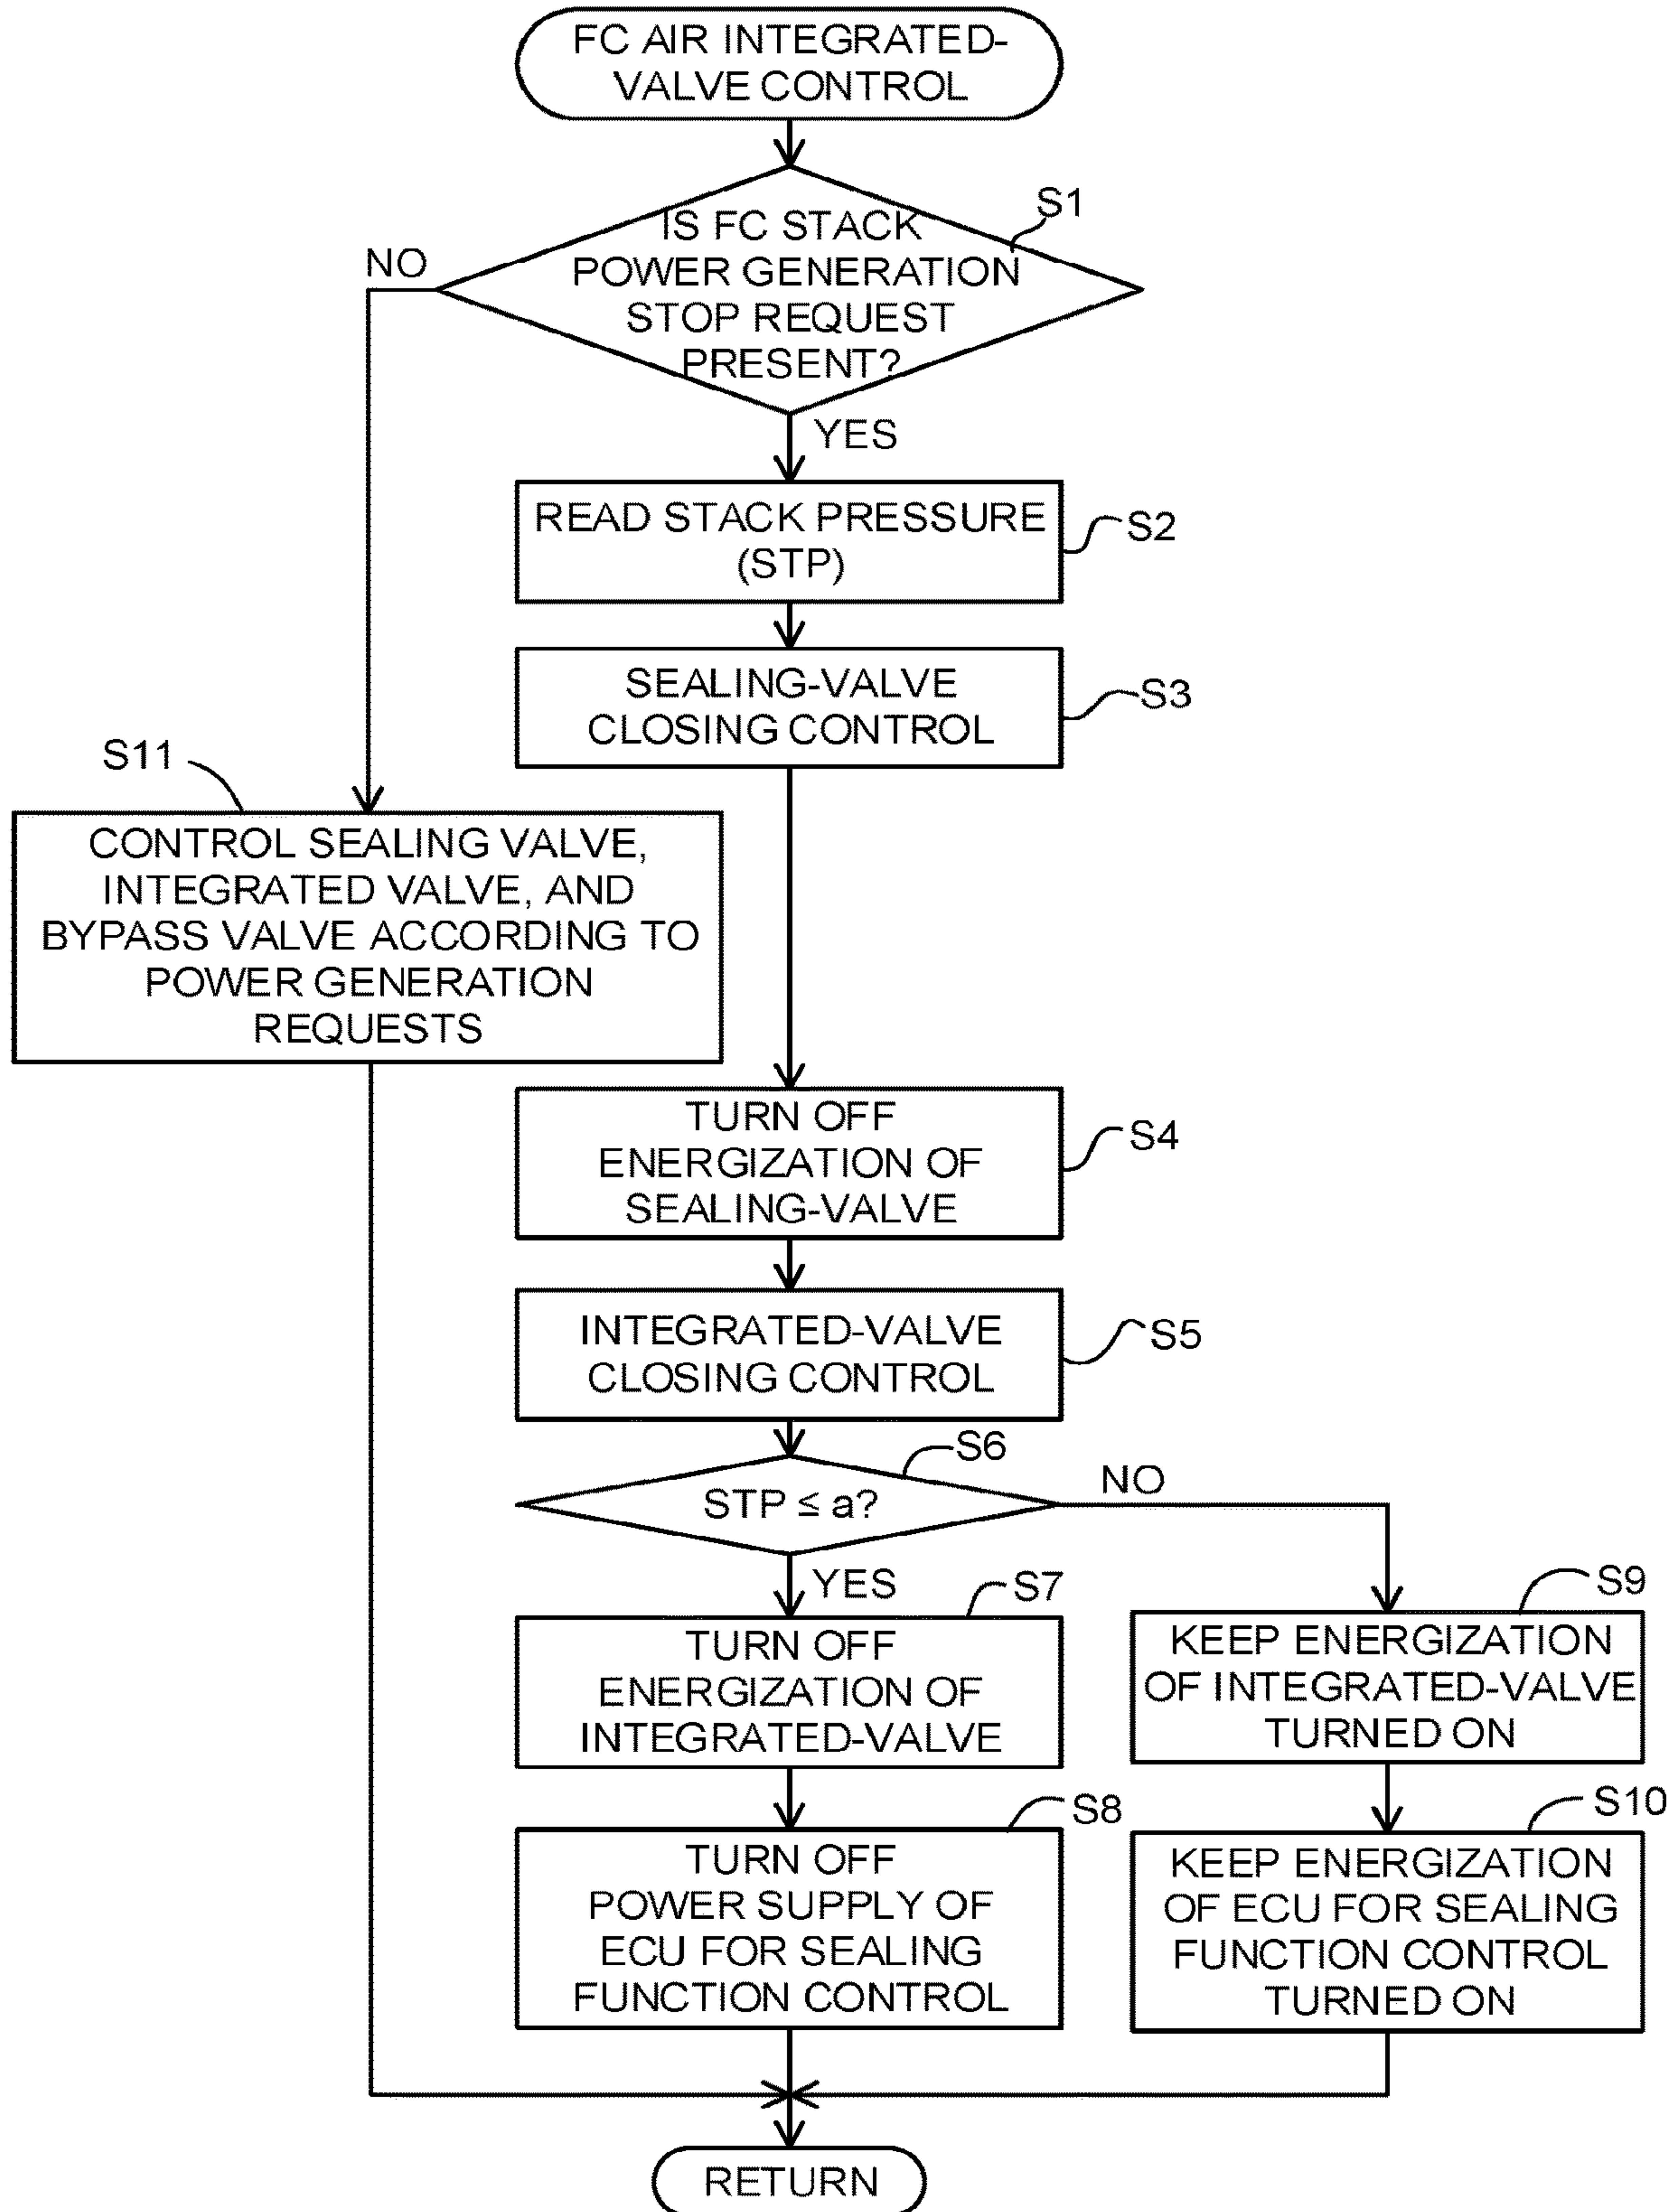 FC AIR INTEGRATED-
VALVE CONTROL
S1
IS FC STACK
POWER GENERATION
STOP REQUEST
PRESENT?
NO
YES
READ STACK PRESSURE
(STP)
S2
SEALING-VALVE
CLOSING CONTROL
S3
S11
CONTROL SEALING VALVE,
INTEGRATED VALVE, AND
BYPASS VALVE ACCORDING TO
POWER GENERATION
REQUESTS
TURN OFF
ENERGIZATION OF
SEALING-VALVE
S4
INTEGRATED-VALVE
CLOSING CONTROL
S5
S6
STP ≤ a?
NO
YES
S7
TURN OFF
ENERGIZATION OF
INTEGRATED-VALVE
S9
KEEP ENERGIZATION
OF INTEGRATED-VALVE
TURNED ON
S8
TURN OFF
POWER SUPPLY OF
ECU FOR SEALING
FUNCTION CONTROL
S10
KEEP ENERGIZATION
OF ECU FOR SEALING
FUNCTION CONTROL
TURNED ON
RETURN